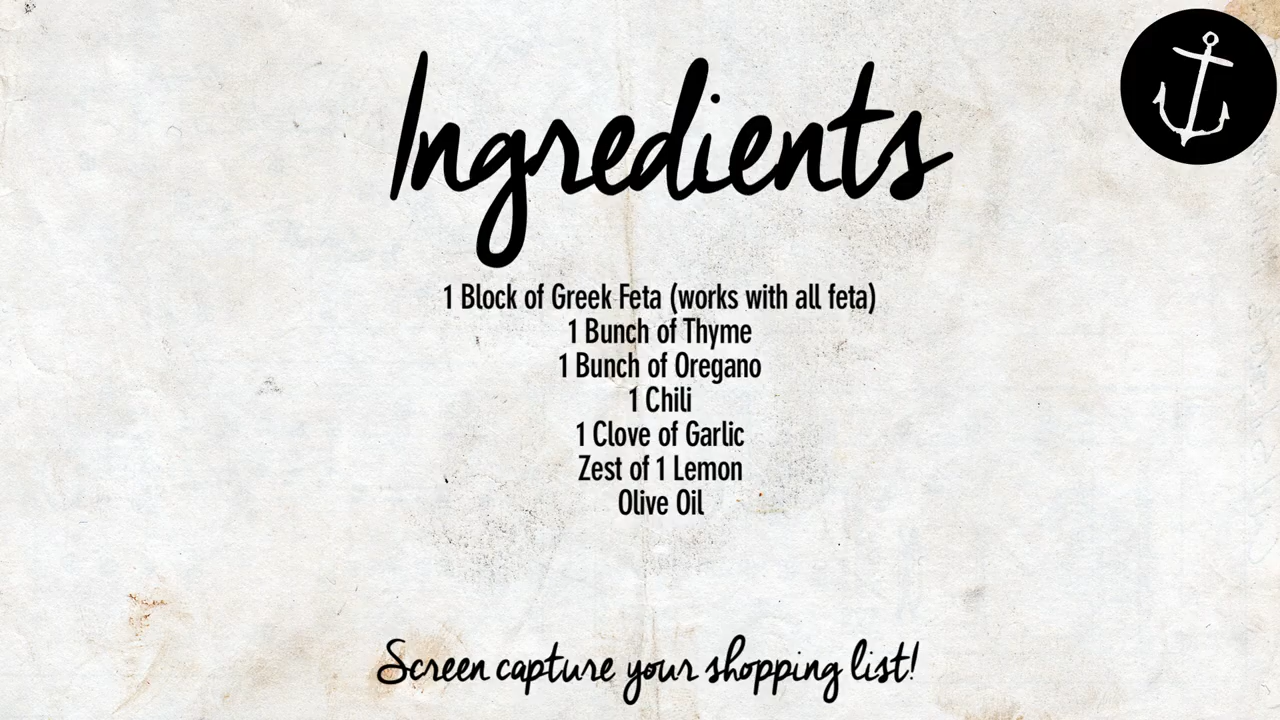 Ingredients
1 Block of Greek Feta (works with all feta)
1 Bunch of Thyme
1 Bunch of Oregano
1 Chili
1 Clove of Garlic
Zest of 1 Lemon
Olive Oil
Screen capture your shopping list!